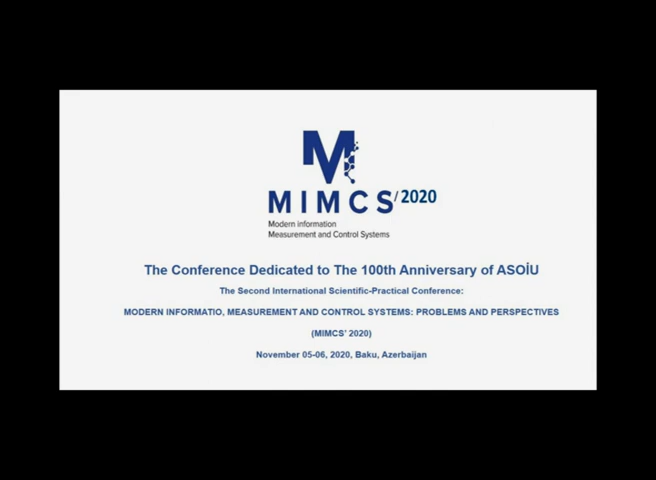 MIMCS/2020
Modern information
Measurement and Control Systems
The Conference Dedicated to The 100th Anniversary of ASOİU
The Second International Scientific-Practical Conference:
MODERN INFORMATIO, MEASUREMENT AND CONTROL SYSTEMS: PROBLEMS AND PERSPECTIVES
(MIMCS' 2020)
November 05-06, 2020, Baku, Azerbaijan